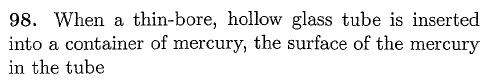 98. When a thin-bore, hollow glass tube is inserted
into a container of mercury, the surface of the mercury
in the tube